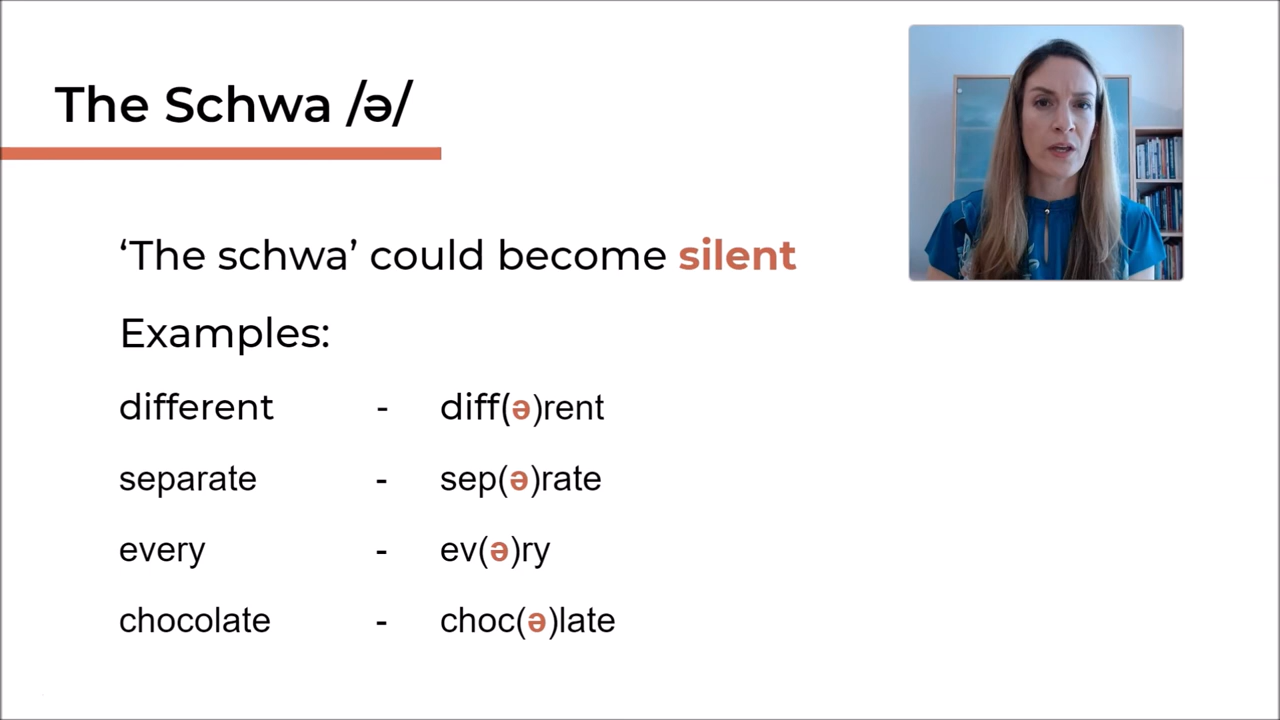 The Schwa /ə/
‘The schwa’ could become silent
Examples:
different - diff(ə)rent
separate - sep(ə)rate
every - ev(ə)ry
chocolate - choc(ə)late